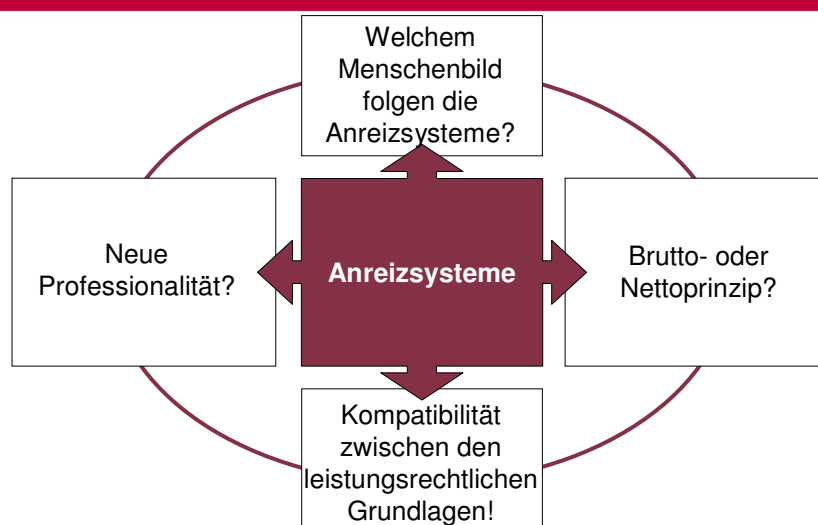 Welchem
Menschenbild
folgen die
Anreizsysteme?
Neue
Professionalität?
Anreizsysteme
Brutto- oder
Nettoprinzip?
Kompatibilität
zwischen den
leistungsrechtlichen
Grundlagen!